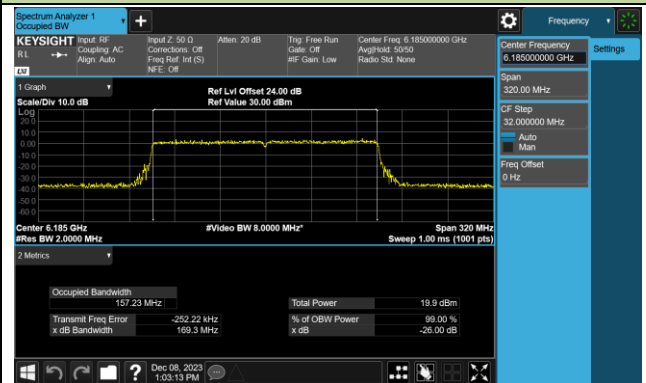 Spectrum Analyzer 1
Occupied BW
Frequency
KEYSIGHT
RL
Input: RF
Coupling: AC
Align: Auto
Input Z: 50 Ω
Corrections: Off
Freq Ref: Int (S)
NFE: Off
Atten: 20 dB
Trig: Free Run
Gate: Off
#IF Gain: Low
Center Freq: 6.185000000 GHz
Avg|Hold: 50/50
Radio Std: None
LXI
Center Frequency
6.185000000 GHz
Settings
Span
320.00 MHz
CF Step
32.000000 MHz
Auto
Man
Freq Offset
0 Hz
1 Graph
Scale/Div 10.0 dB
Ref Lvl Offset 24.00 dB
Ref Value 30.00 dBm
Log
20.0
10.0
0.00
-10.0
-20.0
-30.0
-40.0
-50.0
-60.0
Center 6.185 GHz
#Res BW 2.0000 MHz
#Video BW 8.0000 MHz*
Span 320 MHz
Sweep 1.00 ms (1001 pts)
2 Metrics
Occupied Bandwidth
157.23 MHz
Total Power 19.9 dBm
Transmit Freq Error -252.22 kHz
% of OBW Power 99.00 %
x dB Bandwidth 169.3 MHz
x dB -26.00 dB
?
Dec 08, 2023
1:03:13 PM